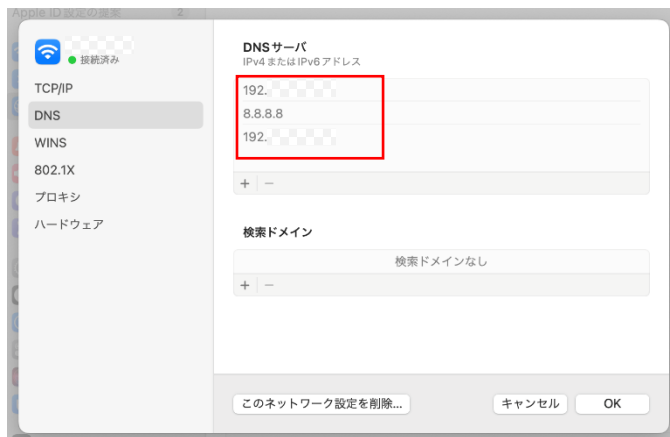 Apple ID 設定の提案 2
接続済み
TCP/IP
DNS
WINS
802.1X
プロキシ
ハードウェア
DNSサーバ
IPv4またはIPv6アドレス
192.
8.8.8.8
192.
+ −
検索ドメイン
検索ドメインなし
+ −
このネットワーク設定を削除...
キャンセル
OK